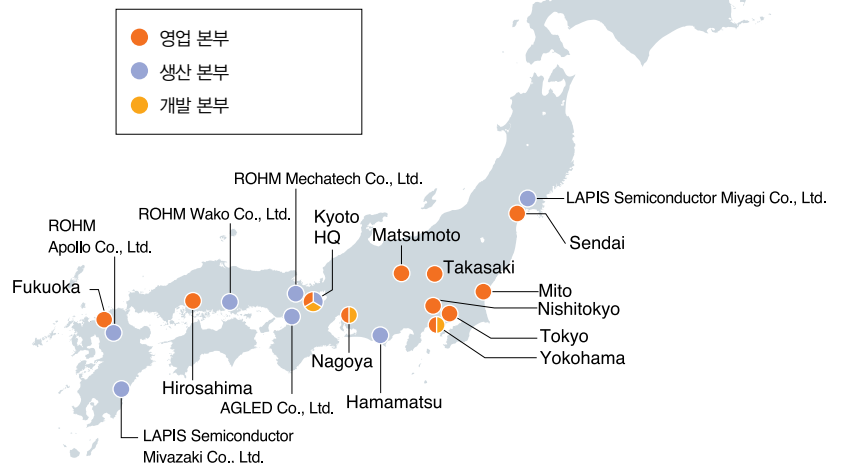 영업 본부
생산 본부
개발 본부
ROHM Mechatech Co., Ltd.
LAPIS Semiconductor Miyagi Co., Ltd.
ROHM
Apollo Co., Ltd.
ROHM Wako Co., Ltd.
Kyoto
HQ
Matsumoto
Sendai
Takasaki
Fukuoka
Mito
Nishitokyo
Tokyo
Yokohama
Nagoya
Hirosahima
AGLED Co., Ltd.
Hamamatsu
LAPIS Semiconductor
Miyazaki Co., Ltd.